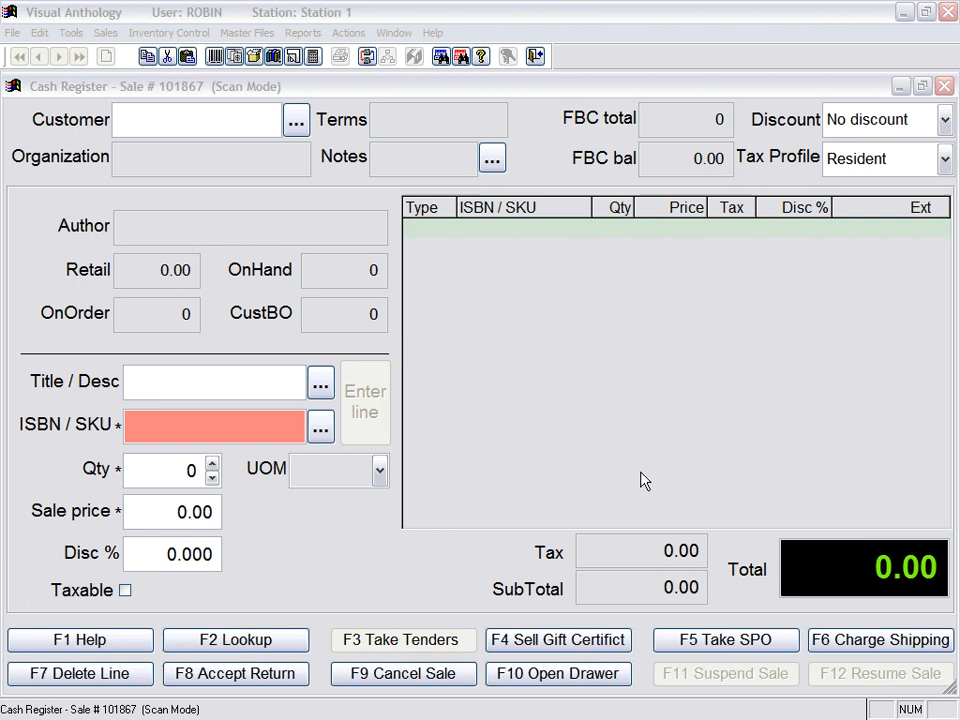 Visual Anthology User: ROBIN Station: Station 1
File Edit Tools Sales Inventory Control Master Files Reports Actions Window Help
Cash Register - Sale # 101867 (Scan Mode)
Customer ... Terms FBC total 0 Discount No discount
Organization Notes ... FBC bal 0.00 Tax Profile Resident
Type ISBN / SKU Qty Price Tax Disc % Ext
Author
Retail 0.00 OnHand 0
OnOrder 0 CustBO 0
Title / Desc ... Enter line
ISBN / SKU * ...
Qty * 0 UOM
Sale price * 0.00
Disc % 0.000
Taxable
Tax 0.00
SubTotal 0.00
Total 0.00
F1 Help F2 Lookup F3 Take Tenders F4 Sell Gift Certifict F5 Take SPO F6 Charge Shipping
F7 Delete Line F8 Accept Return F9 Cancel Sale F10 Open Drawer F11 Suspend Sale F12 Resume Sale
Cash Register - Sale # 101867 (Scan Mode) NUM